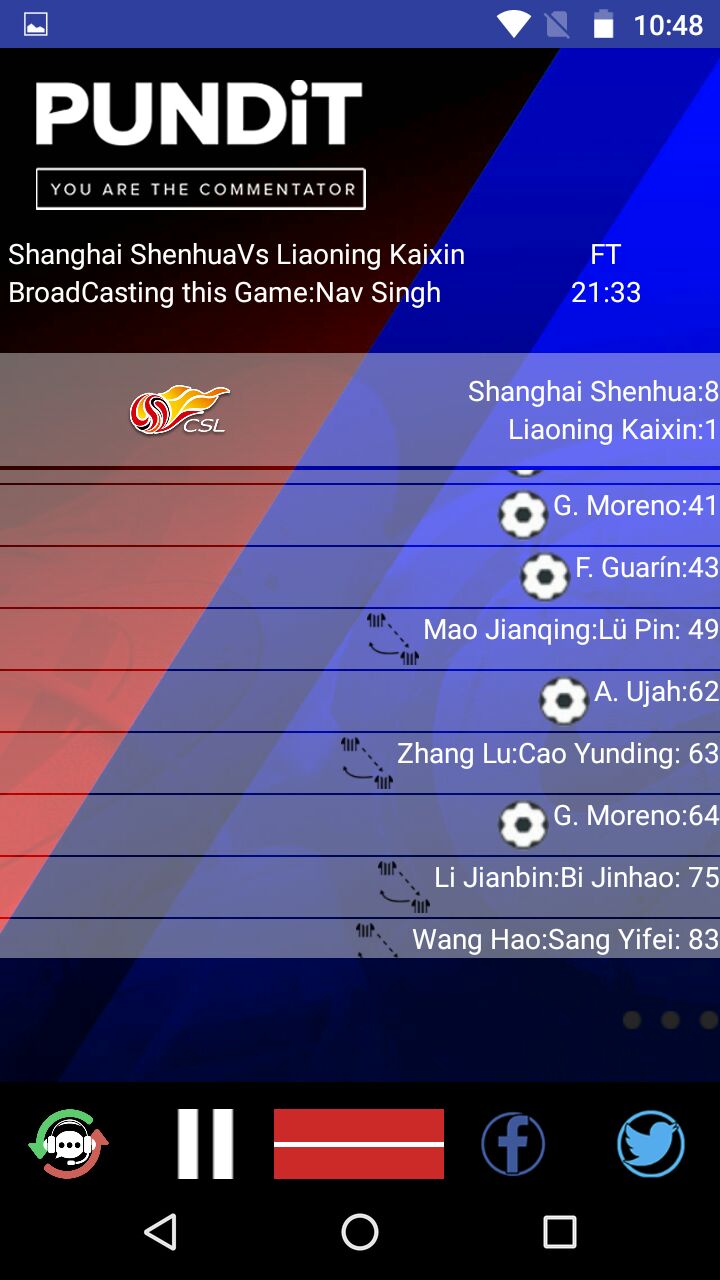 10:48
PUNDiT
YOU ARE THE COMMENTATOR
Shanghai ShenhuaVs Liaoning Kaixin FT
BroadCasting this Game:Nav Singh 21:33
CSL
Shanghai Shenhua:8
Liaoning Kaixin:1
G. Moreno:41
F. Guarín:43
Mao Jianqing:Lü Pin: 49
A. Ujah:62
Zhang Lu:Cao Yunding: 63
G. Moreno:64
Li Jianbin:Bi Jinhao: 75
Wang Hao:Sang Yifei: 83